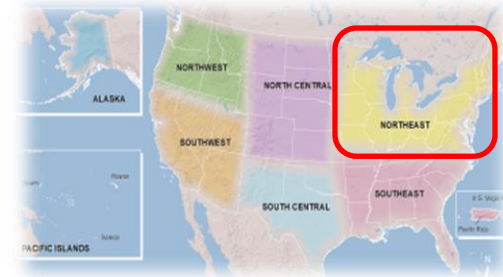 NORTHWEST
NORTH CENTRAL
ALASKA
NORTHEAST
SOUTHWEST
SOUTHEAST
SOUTH CENTRAL
PACIFIC ISLANDS
Puerto Rico
N